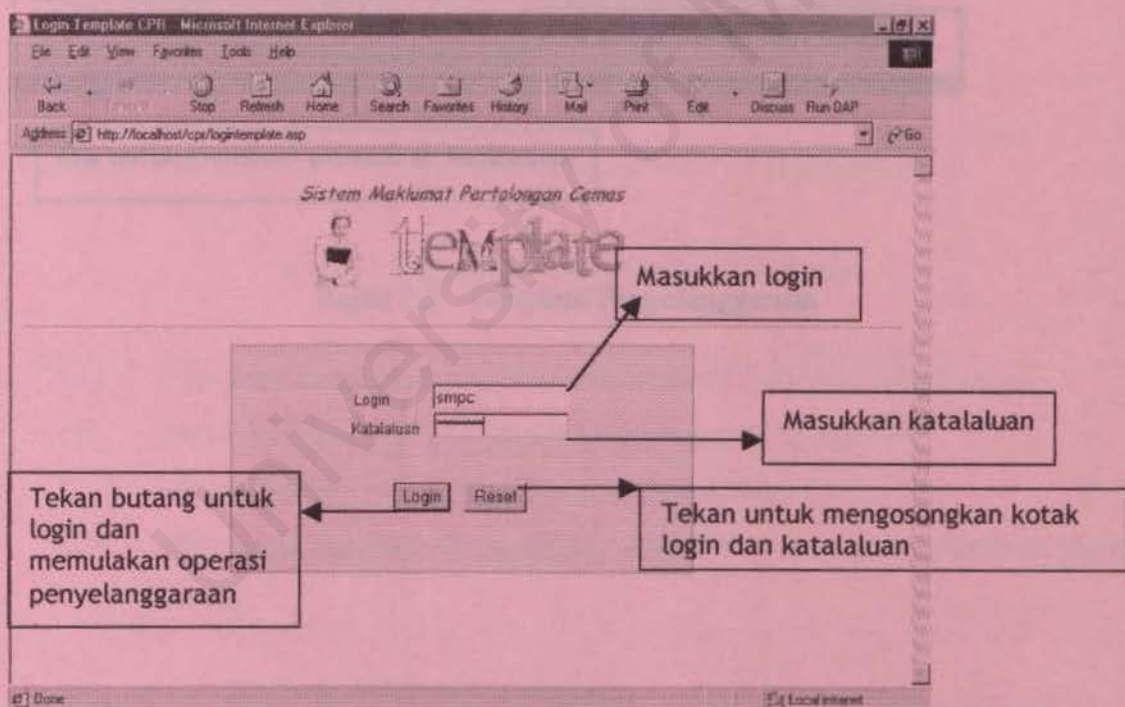 Login Template CPR - Microsoft Internet Explorer
File Edit View Favorites Tools Help
Back Stop Refresh Home Search Favorites History Mail Print Edit Discuss Run DAP
Address http://localhost/cpr/logintemplate.asp Go
Sistem Maklumat Pertolongan Cemas
template
Masukkan login
Login smpc
Katalaluan
Masukkan katalaluan
Login Reset
Tekan butang untuk
login dan
memulakan operasi
penyelanggaraan
Tekan untuk mengosongkan kotak
login dan katalaluan
Done Local intranet
University of M